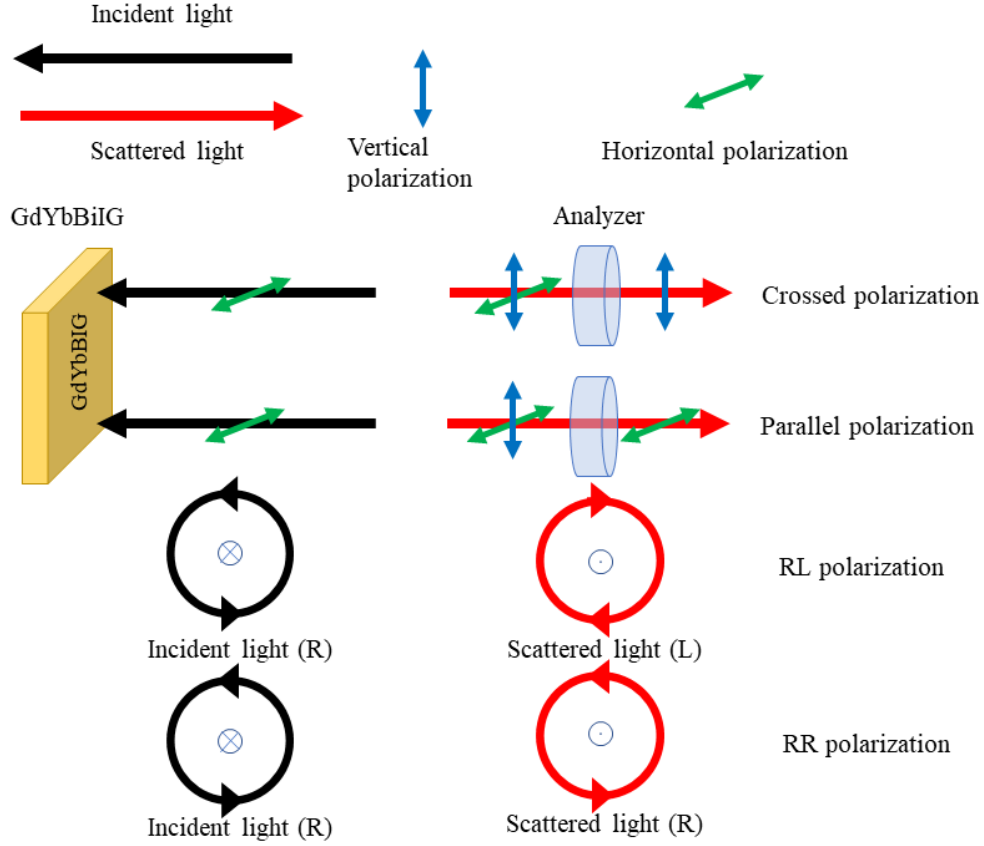 Incident light
Scattered light
Vertical
polarization
Horizontal polarization
GdYbBiIG
Analyzer
GdYbBIG
Crossed polarization
Parallel polarization
RL polarization
Incident light (R)
Scattered light (L)
RR polarization
Incident light (R)
Scattered light (R)